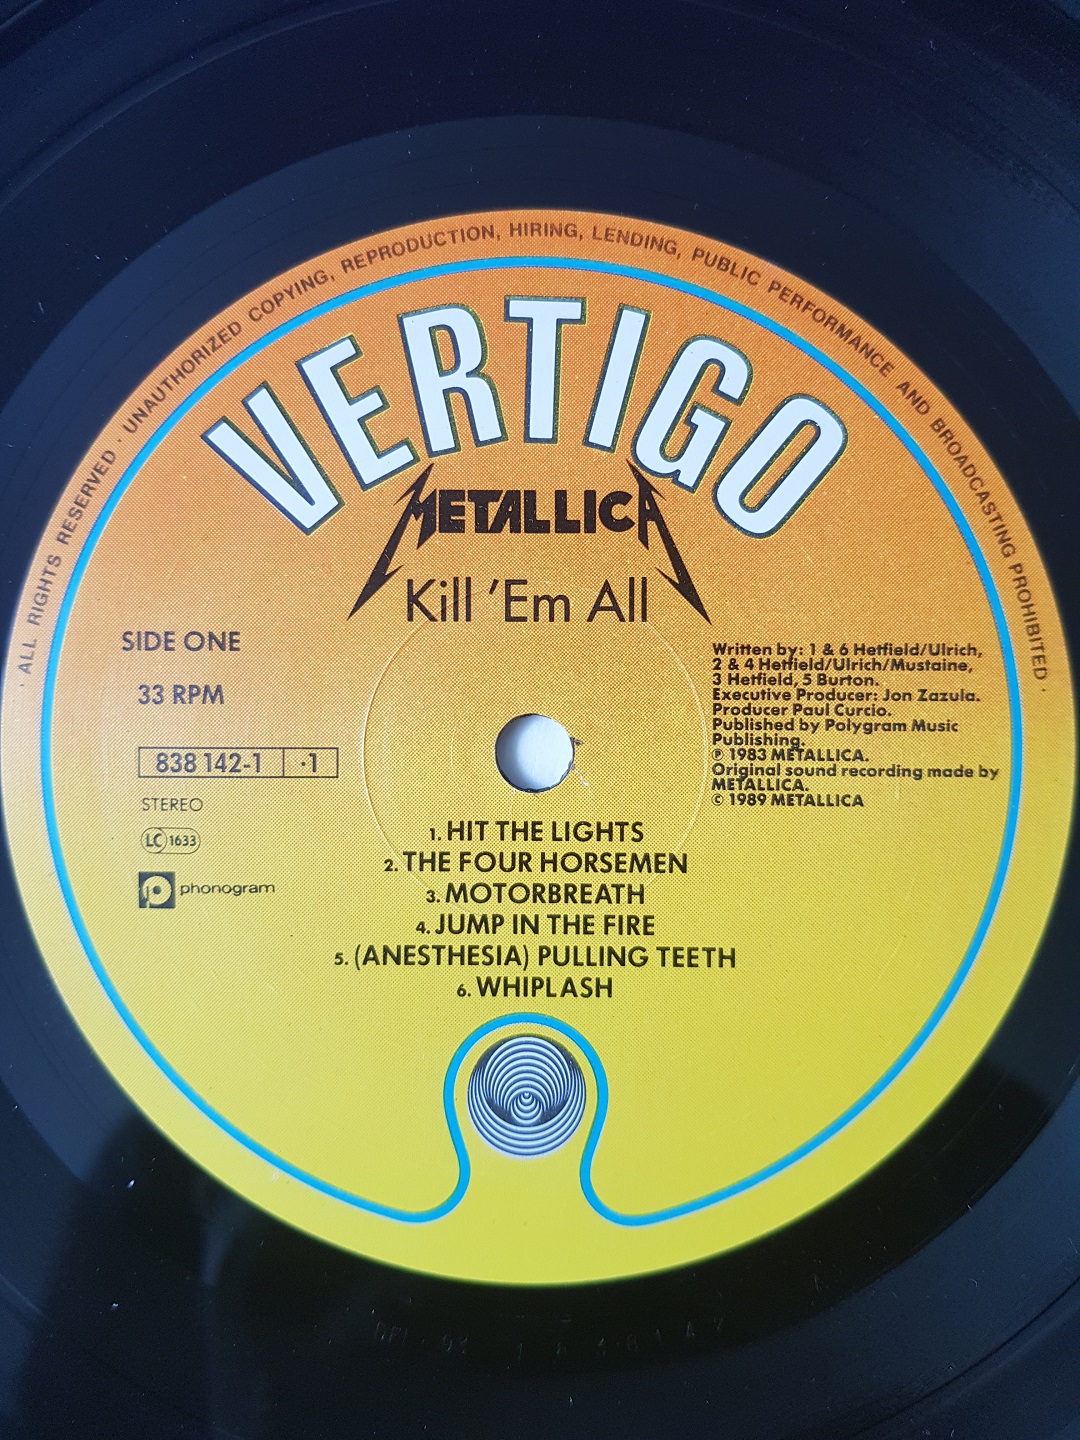 · ALL RIGHTS RESERVED · UNAUTHORIZED COPYING, REPRODUCTION, HIRING, LENDING, PUBLIC PERFORMANCE AND BROADCASTING PROHIBITED ·
VERTIGO
METALLICA
Kill 'Em All
SIDE ONE
33 RPM
838 142-1 ·1
STEREO
LC 1633
phonogram
Written by: 1 & 6 Hetfield/Ulrich,
2 & 4 Hetfield/Ulrich/Mustaine,
3 Hetfield, 5 Burton.
Executive Producer: Jon Zazula.
Producer Paul Curcio.
Published by Polygram Music
Publishing.
℗ 1983 METALLICA.
Original sound recording made by
METALLICA.
© 1989 METALLICA
1. HIT THE LIGHTS
2. THE FOUR HORSEMEN
3. MOTORBREATH
4. JUMP IN THE FIRE
5. (ANESTHESIA) PULLING TEETH
6. WHIPLASH